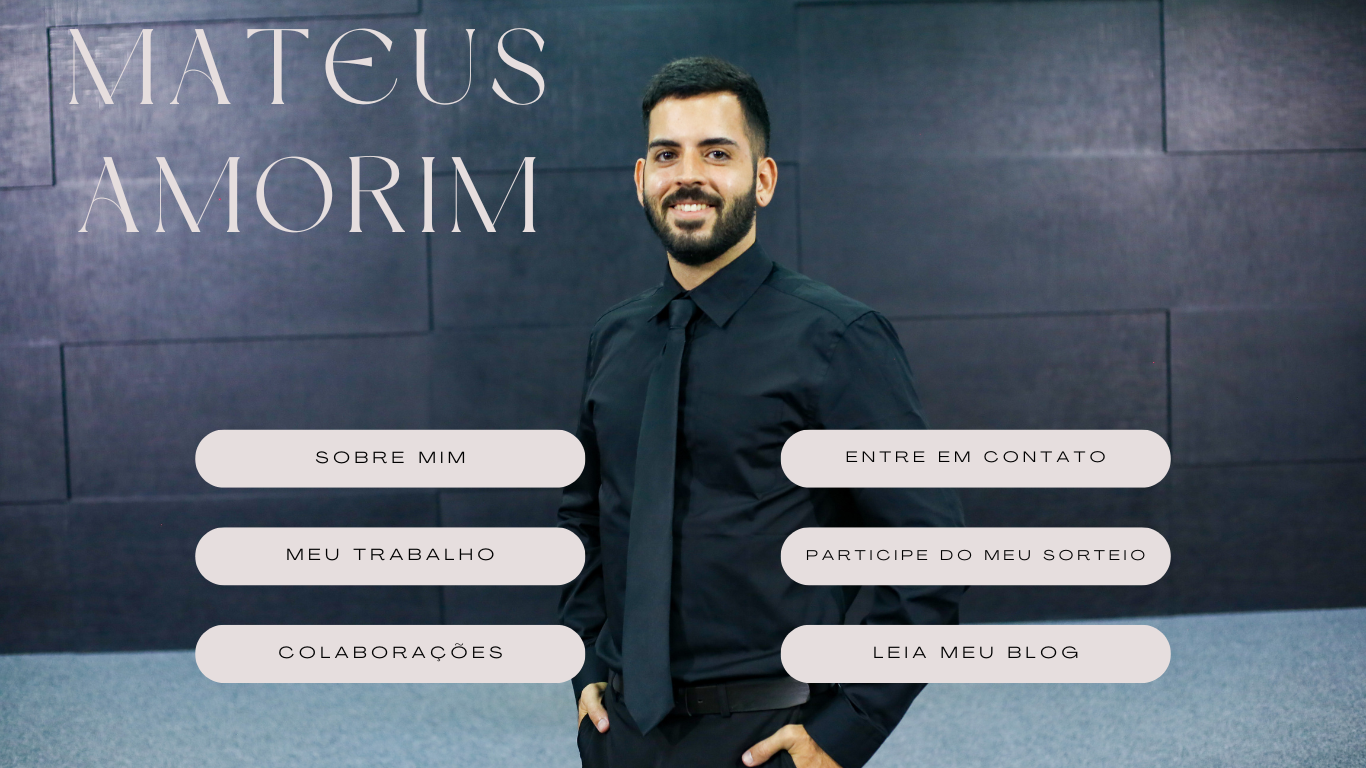 MATEUS
AMORIM
SOBRE MIM
MEU TRABALHO
COLABORAÇÕES
ENTRE EM CONTATO
PARTICIPE DO MEU SORTEIO
LEIA MEU BLOG